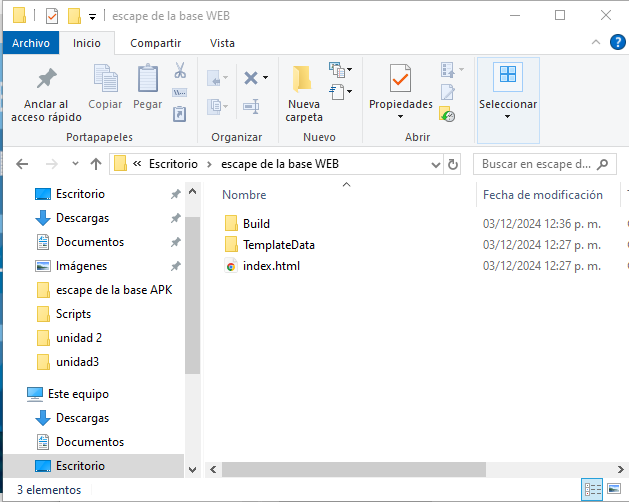 escape de la base WEB
Archivo Inicio Compartir Vista
Anclar al acceso rápido
Copiar
Pegar
Nueva carpeta
Propiedades
Seleccionar
Portapapeles Organizar Nuevo Abrir
« Escritorio › escape de la base WEB
Buscar en escape d...
Nombre Fecha de modificación
Escritorio
Descargas
Documentos
Imágenes
escape de la base APK
Scripts
unidad 2
unidad3
Este equipo
Descargas
Documentos
Escritorio
Build 03/12/2024 12:36 p. m.
TemplateData 03/12/2024 12:27 p. m.
index.html 03/12/2024 12:27 p. m.
3 elementos